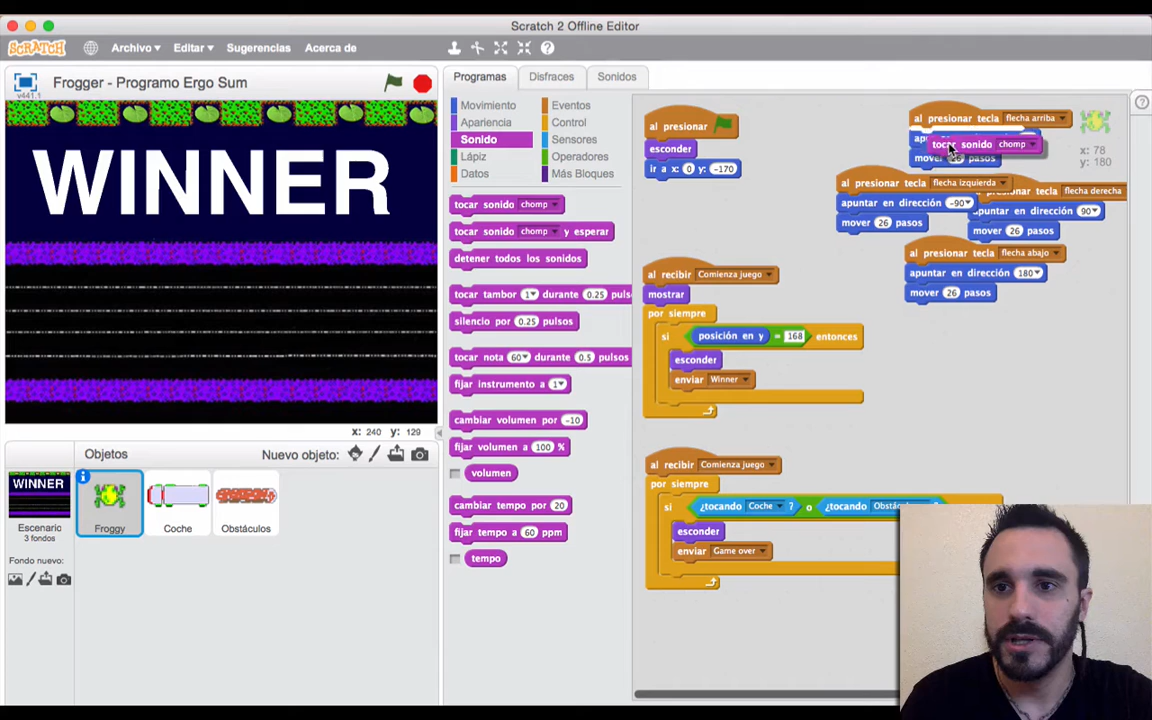 Scratch 2 Offline Editor
SCRATCH
Archivo Editar Sugerencias Acerca de
v441.1
Frogger - Programo Ergo Sum
WINNER
x: 240 y: 129
Objetos
Nuevo objeto:
WINNER
Escenario
3 fondos
Fondo nuevo:
Froggy
Coche
Obstáculos
Programas
Disfraces
Sonidos
Movimiento
Apariencia
Sonido
Lápiz
Datos
Eventos
Control
Sensores
Operadores
Más Bloques
tocar sonido chomp
tocar sonido chomp y esperar
detener todos los sonidos
tocar tambor 1 durante 0.25 pulsos
silencio por 0.25 pulsos
tocar nota 60 durante 0.5 pulsos
fijar instrumento a 1
cambiar volumen por -10
fijar volumen a 100 %
volumen
cambiar tempo por 20
fijar tempo a 60 ppm
tempo
al presionar
esconder
ir a x: 0 y: -170
al recibir Comienza juego
mostrar
por siempre
si posición en y = 168 entonces
esconder
enviar Winner
al recibir Comienza juego
por siempre
si ¿tocando Coche ? o ¿tocando
esconder
enviar Game over
al presionar tecla flecha arriba
tocar sonido chomp
mover 26 pasos
al presionar tecla flecha izquierda
apuntar en dirección -90
mover 26 pasos
presionar tecla flecha derecha
apuntar en dirección 90
mover 26 pasos
al presionar tecla flecha abajo
apuntar en dirección 180
mover 26 pasos
x: 78
y: 180